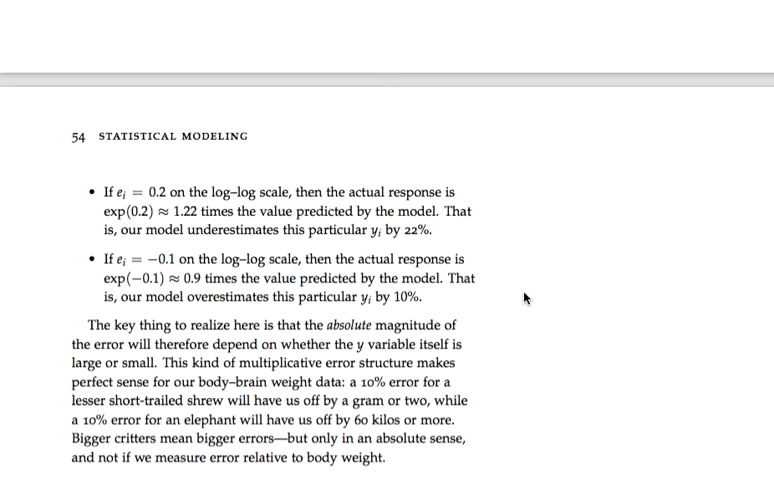 54 STATISTICAL MODELING
• If eᵢ = 0.2 on the log–log scale, then the actual response is
exp(0.2) ≈ 1.22 times the value predicted by the model. That
is, our model underestimates this particular yᵢ by 22%.
• If eᵢ = −0.1 on the log–log scale, then the actual response is
exp(−0.1) ≈ 0.9 times the value predicted by the model. That
is, our model overestimates this particular yᵢ by 10%.
The key thing to realize here is that the absolute magnitude of
the error will therefore depend on whether the y variable itself is
large or small. This kind of multiplicative error structure makes
perfect sense for our body–brain weight data: a 10% error for a
lesser short-trailed shrew will have us off by a gram or two, while
a 10% error for an elephant will have us off by 60 kilos or more.
Bigger critters mean bigger errors—but only in an absolute sense,
and not if we measure error relative to body weight.